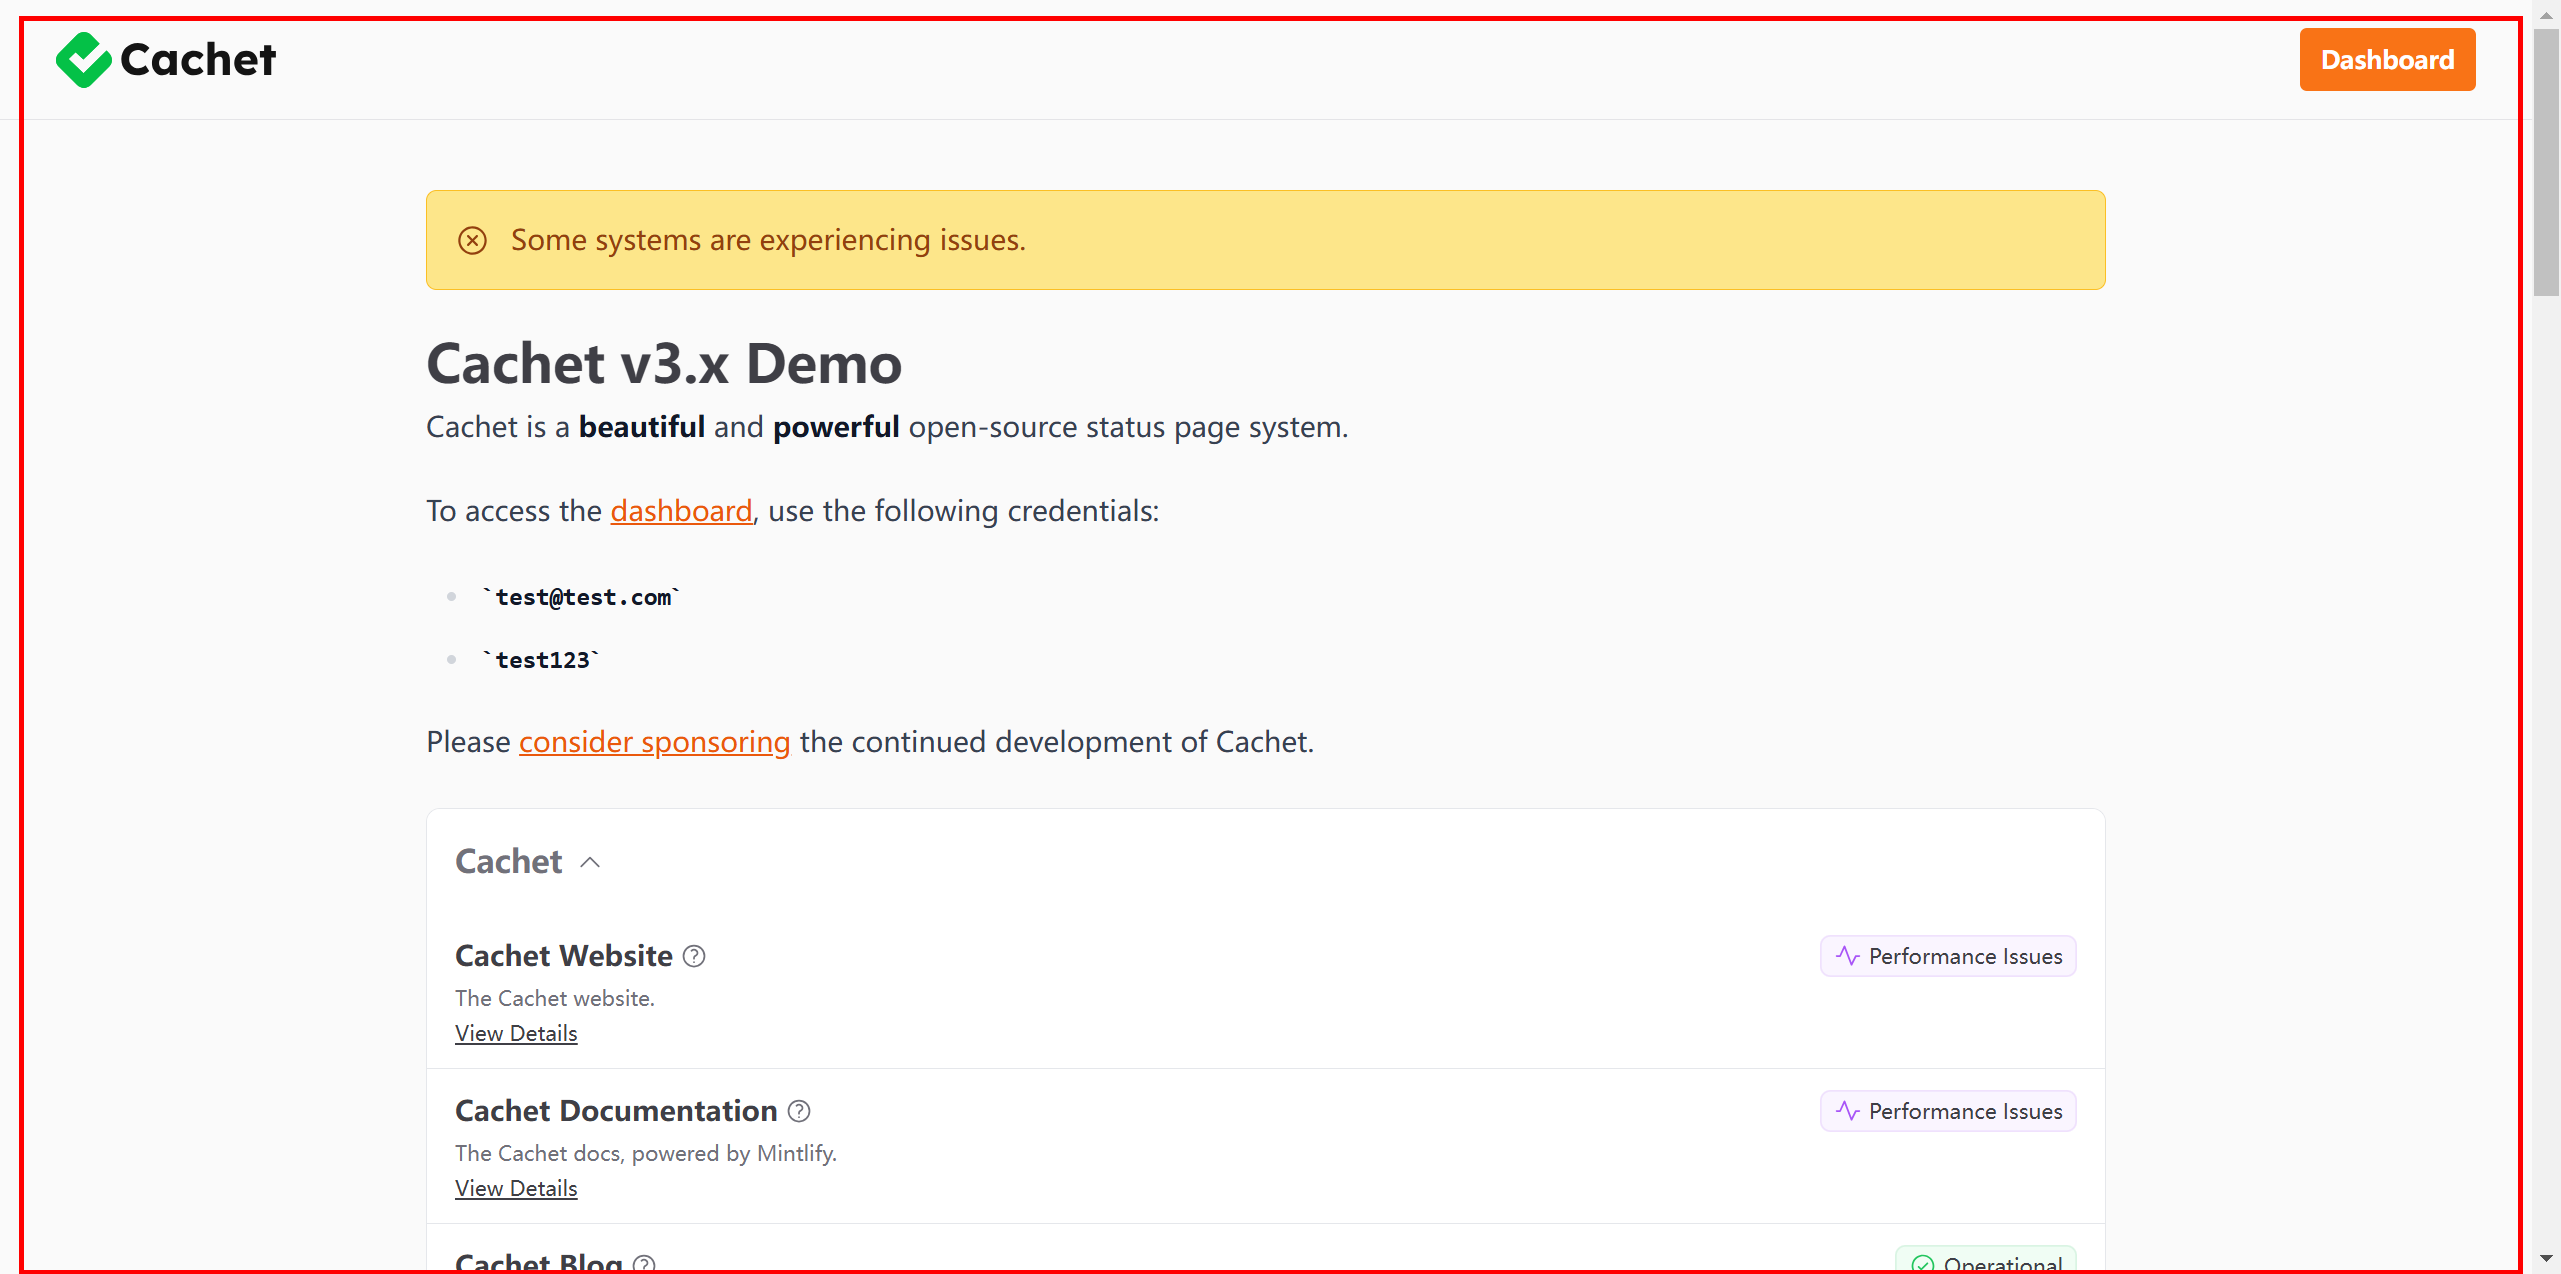 Cachet
Dashboard
Some systems are experiencing issues.
Cachet v3.x Demo
Cachet is a beautiful and powerful open-source status page system.
To access the dashboard, use the following credentials:
`test@test.com`
`test123`
Please consider sponsoring the continued development of Cachet.
Cachet
Cachet Website
Performance Issues
The Cachet website.
View Details
Cachet Documentation
Performance Issues
The Cachet docs, powered by Mintlify.
View Details
Cachet Blog
Operational